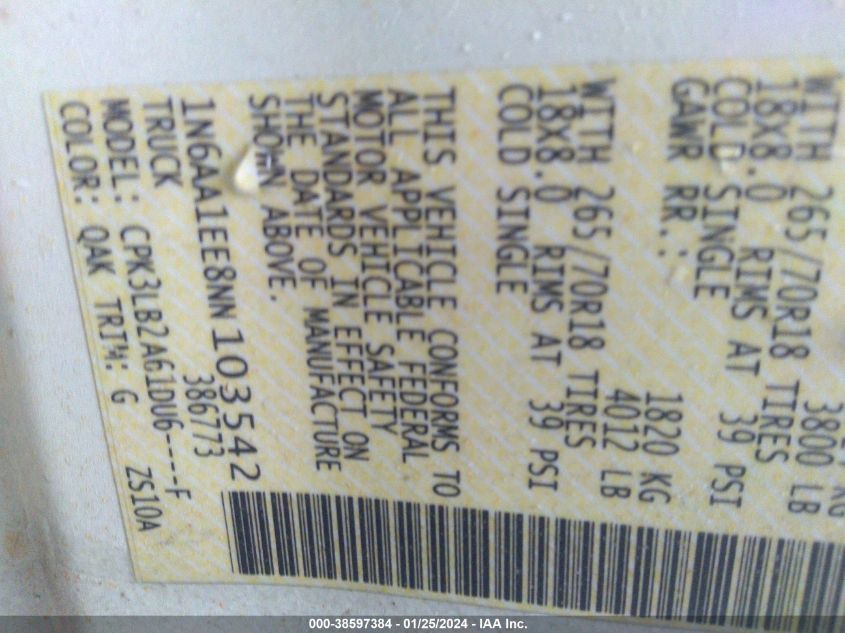 3800 LB
WITH 265/70R18 TIRES
18X8.0 RIMS AT 39 PSI
COLD SINGLE
GAWR RR.: 1820 KG
4012 LB
WITH 265/70R18 TIRES
18X8.0 RIMS AT 39 PSI
COLD SINGLE
THIS VEHICLE CONFORMS TO
ALL APPLICABLE FEDERAL
MOTOR VEHICLE SAFETY
STANDARDS IN EFFECT ON
THE DATE OF MANUFACTURE
SHOWN ABOVE.
1N6AA1EE8NN103542
TRUCK 386773
MODEL: CPK3LB2A61DU6----F
COLOR: QAK TRIM: G ZS10A
000-38597384 - 01/25/2024 - IAA Inc.